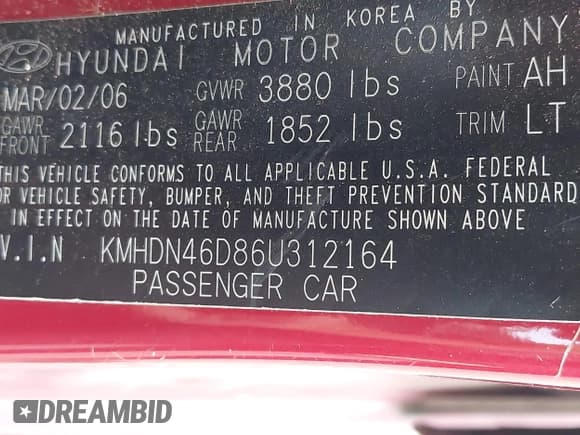 MANUFACTURED IN KOREA BY
HYUNDAI MOTOR COMPANY
MAR/02/06 GVWR 3880 lbs PAINT AH
GAWR FRONT 2116 lbs GAWR REAR 1852 lbs TRIM LT
THIS VEHICLE CONFORMS TO ALL APPLICABLE U.S.A. FEDERAL
OR VEHICLE SAFETY, BUMPER, AND THEFT PREVENTION STANDARD
IN EFFECT ON THE DATE OF MANUFACTURE SHOWN ABOVE
V.I.N KMHDN46D86U312164
PASSENGER CAR
DREAMBID